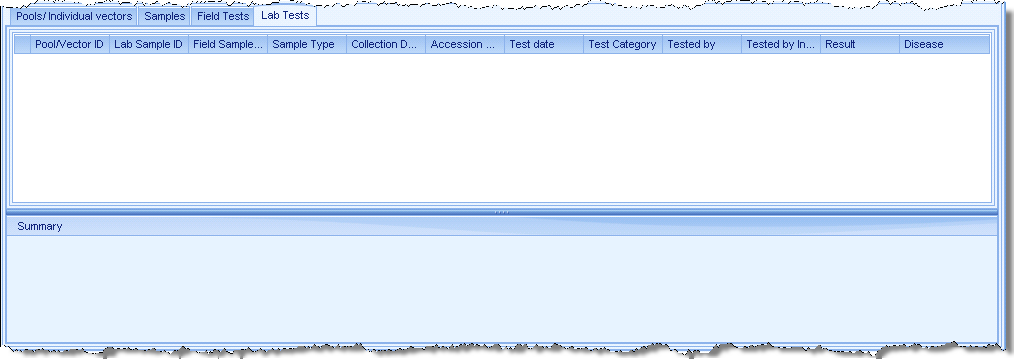 Pools/ Individual vectors Samples Field Tests Lab Tests
Pool/Vector ID Lab Sample ID Field Sample... Sample Type Collection D... Accession ... Test date Test Category Tested by Tested by In... Result Disease
Summary